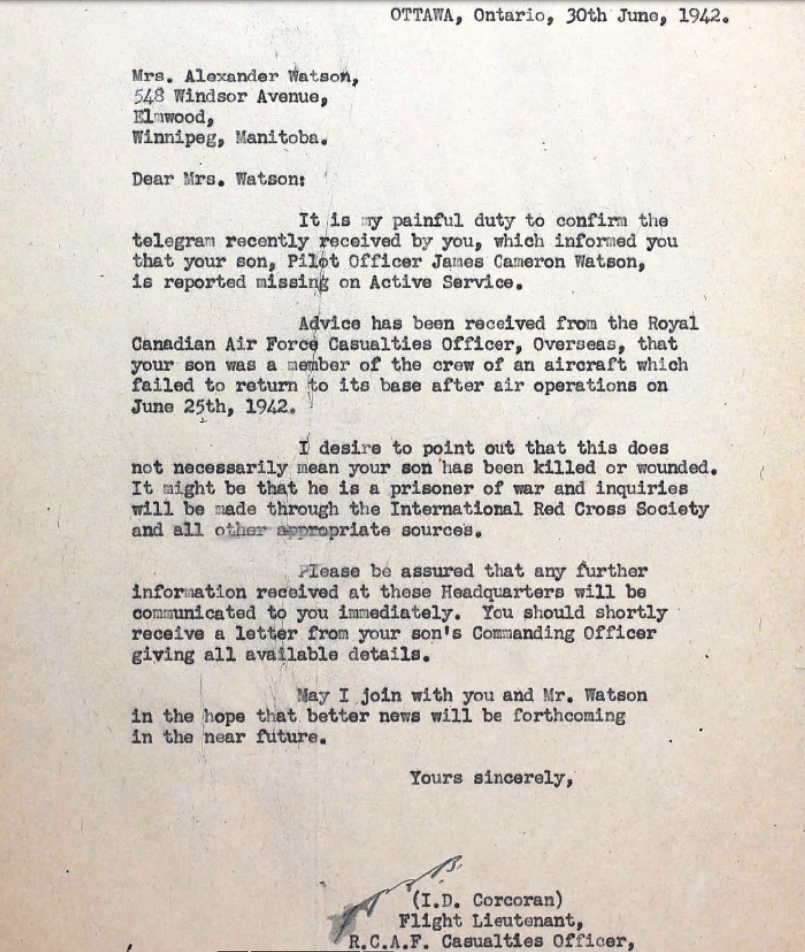 OTTAWA, Ontario, 30th June, 1942.
Mrs. Alexander Watson,
548 Windsor Avenue,
Elmwood,
Winnipeg, Manitoba.
Dear Mrs. Watson:
It is my painful duty to confirm the
telegram recently received by you, which informed you
that your son, Pilot Officer James Cameron Watson,
is reported missing on Active Service.
Advice has been received from the Royal
Canadian Air Force Casualties Officer, Overseas, that
your son was a member of the crew of an aircraft which
failed to return to its base after air operations on
June 25th, 1942.
I desire to point out that this does
not necessarily mean your son has been killed or wounded.
It might be that he is a prisoner of war and inquiries
will be made through the International Red Cross Society
and all other appropriate sources.
Please be assured that any further
information received at these Headquarters will be
communicated to you immediately. You should shortly
receive a letter from your son's Commanding Officer
giving all available details.
May I join with you and Mr. Watson
in the hope that better news will be forthcoming
in the near future.
Yours sincerely,
(I.D. Corcoran)
Flight Lieutenant,
R.C.A.F. Casualties Officer,